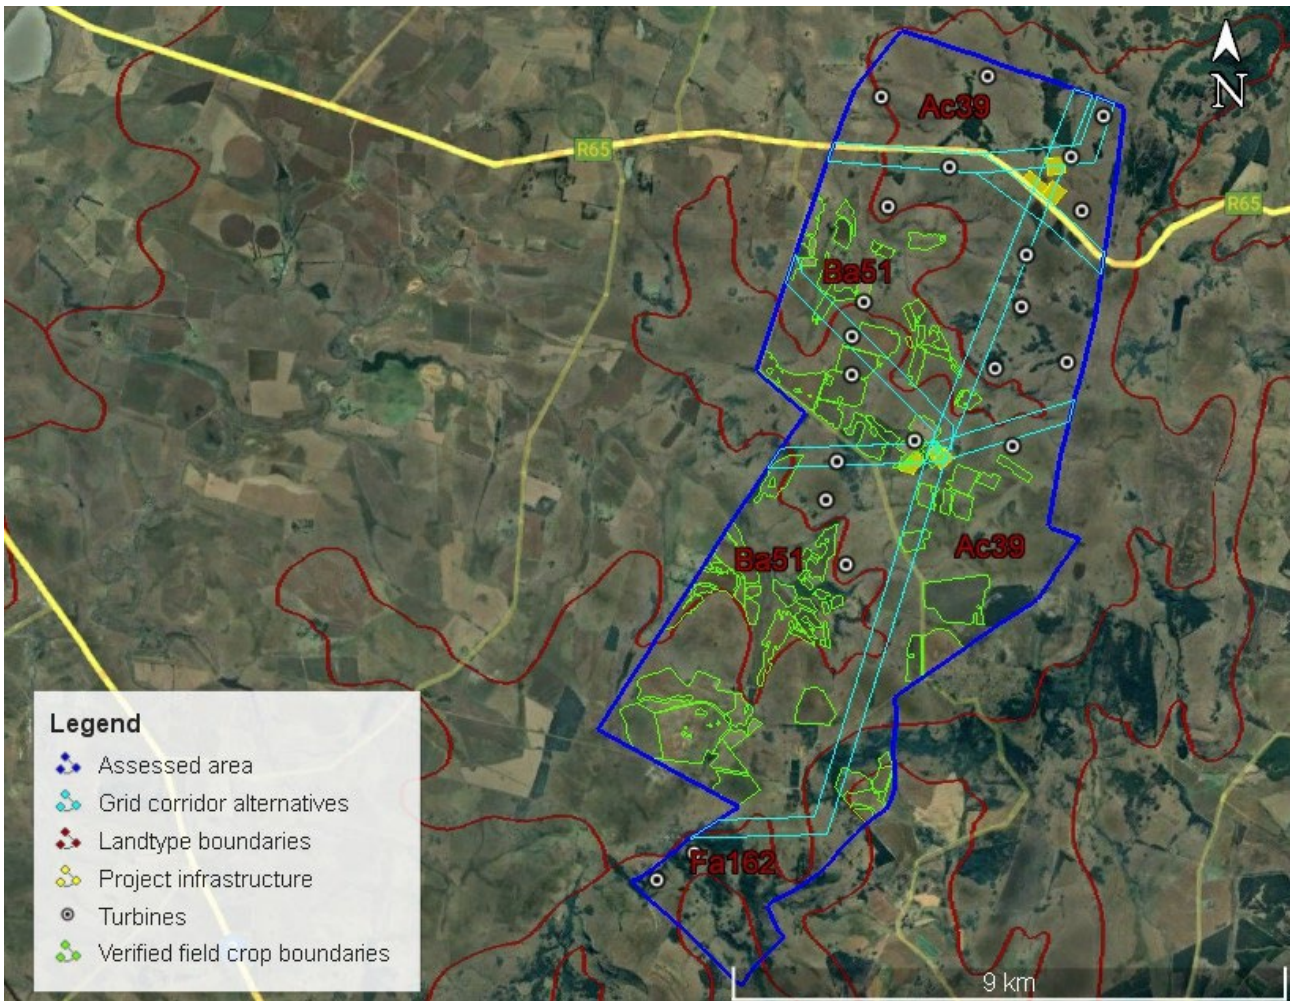 N
Ac39
R65
R65
Ba51
Ba51
Ac39
Fa162
Legend
Assessed area
Grid corridor alternatives
Landtype boundaries
Project infrastructure
Turbines
Verified field crop boundaries
9 km